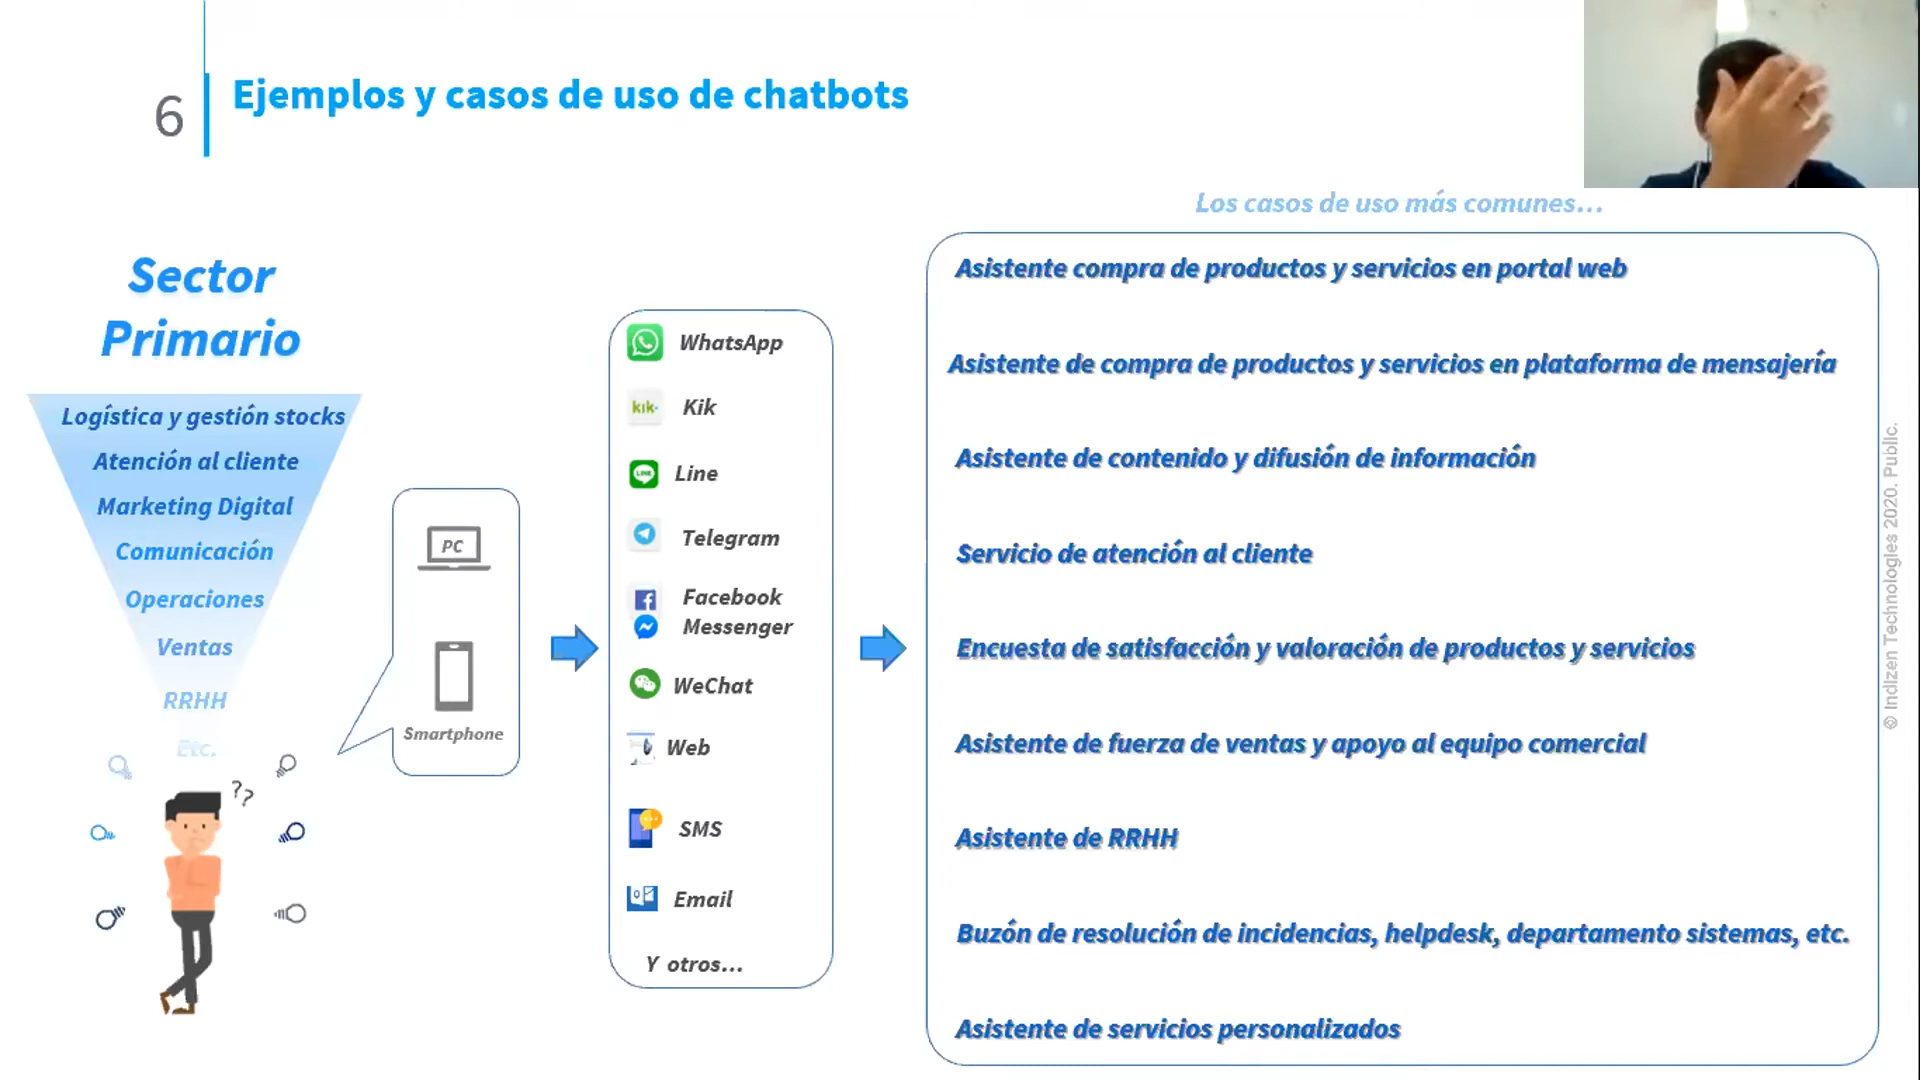 6
Ejemplos y casos de uso de chatbots
Sector
Primario
Logística y gestión stocks
Atención al cliente
Marketing Digital
Comunicación
Operaciones
Ventas
RRHH
Etc.
??
PC
Smartphone
WhatsApp
kik.
Kik
LINE
Line
Telegram
Facebook
Messenger
WeChat
Web
SMS
Email
Y otros...
Los casos de uso más comunes...
Asistente compra de productos y servicios en portal web
Asistente de compra de productos y servicios en plataforma de mensajería
Asistente de contenido y difusión de información
Servicio de atención al cliente
Encuesta de satisfacción y valoración de productos y servicios
Asistente de fuerza de ventas y apoyo al equipo comercial
Asistente de RRHH
Buzón de resolución de incidencias, helpdesk, departamento sistemas, etc.
Asistente de servicios personalizados
© Indizen Technologies 2020. Public.